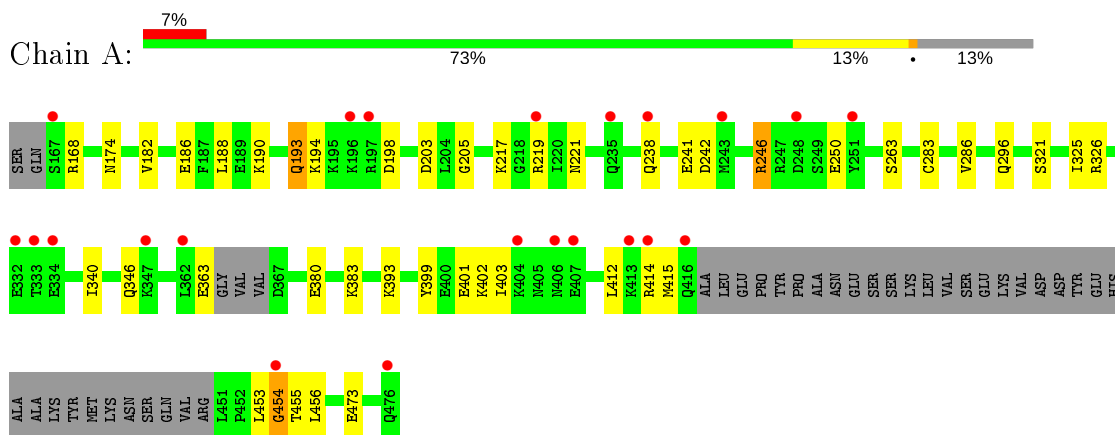 7%
Chain A:
73% 13% • 13%
SER GLN S167 R168 N174 V182 E186 F187 L188 E189 K190 Q193 K194 K195 K196 R197 D198 D203 L204 G205 K217 G218 R219 I220 N221 Q235 Q238 E241 D242 M243 R246 R247 D248 S249 E250 Y251 S263 C283 V286 Q296 S321 I325 R326
E332 T333 E334 I340 Q346 K347 L362 E363 GLY VAL VAL D367 E380 K383 K393 Y399 E400 E401 K402 I403 K404 N405 N406 E407 L412 K413 R414 M415 Q416 ALA LEU GLU PRO TYR PRO ALA ASN GLU SER SER LYS LEU VAL SER GLU LYS VAL ASP ASP TYR GLU HIS
ALA ALA LYS TYR MET LYS ASN SER GLN VAL ARG L451 P452 L453 G454 T455 L456 E473 Q476